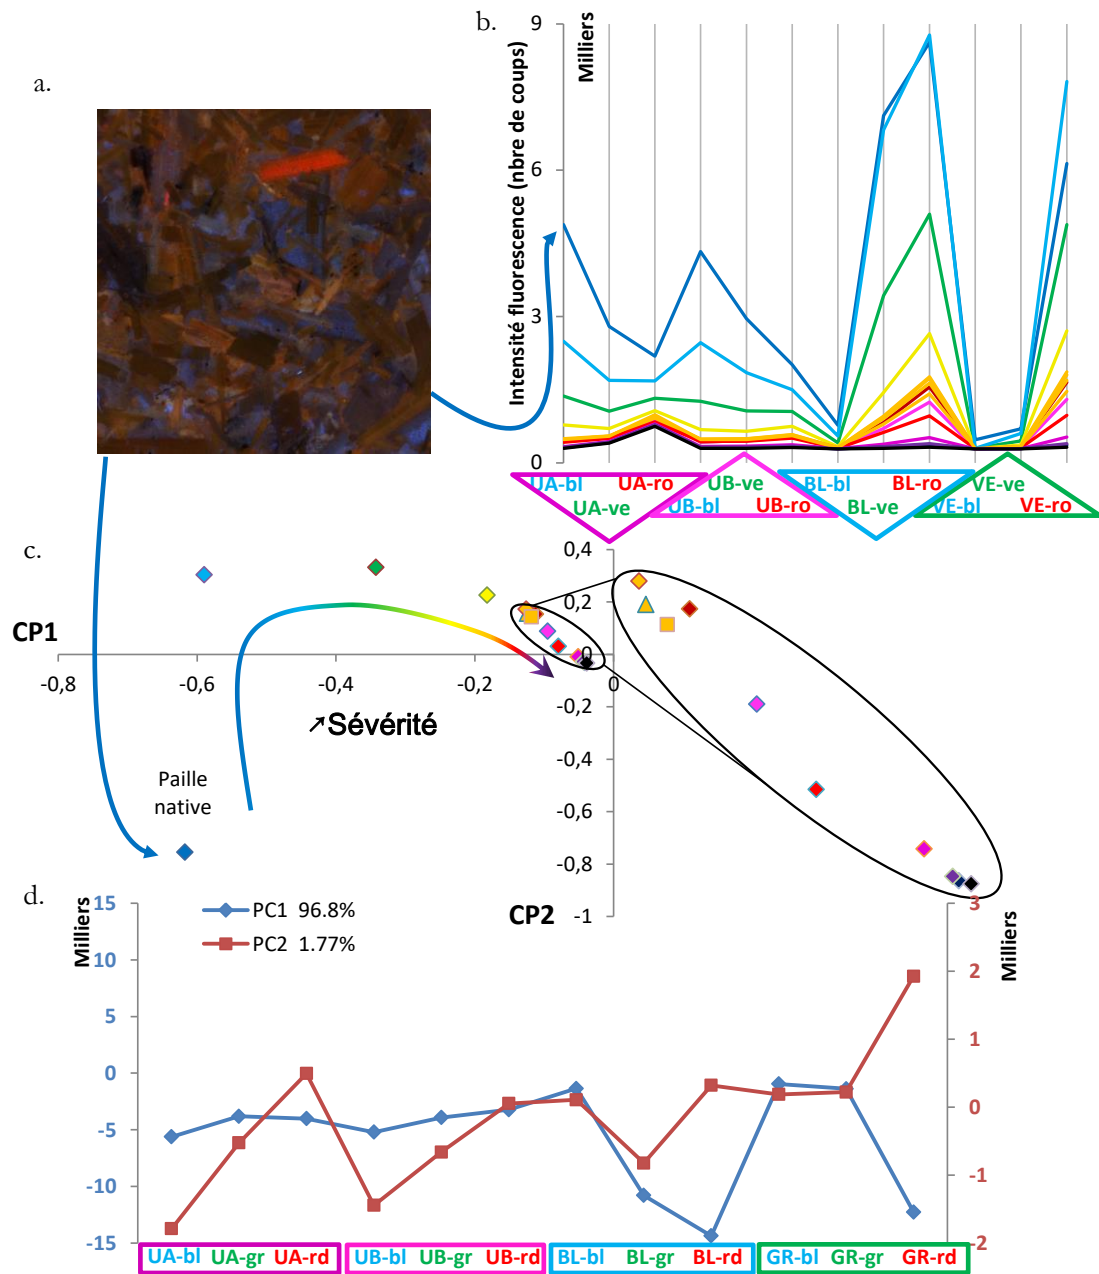 a.
b.
Intensité fluorescence (nbre de coups)
Milliers
9
6
3
0
UA-bl UA-ro UB-ve BL-bl BL-ro VE-ve
UA-ve UB-bl UB-ro BL-ve VE-bl VE-ro
c.
0,4
0,2
CP1
0
-0,8 -0,6 -0,4 -0,2 0
-0,2
↗Sévérité
-0,4
Paille
native
-0,6
-0,8
CP2 -1
d.
Milliers
15
10
5
0
-5
-10
-15
PC1 96.8%
PC2 1.77%
3
2
1
0
-1
-2
Milliers
UA-bl UA-gr UA-rd UB-bl UB-gr UB-rd BL-bl BL-gr BL-rd GR-bl GR-gr GR-rd